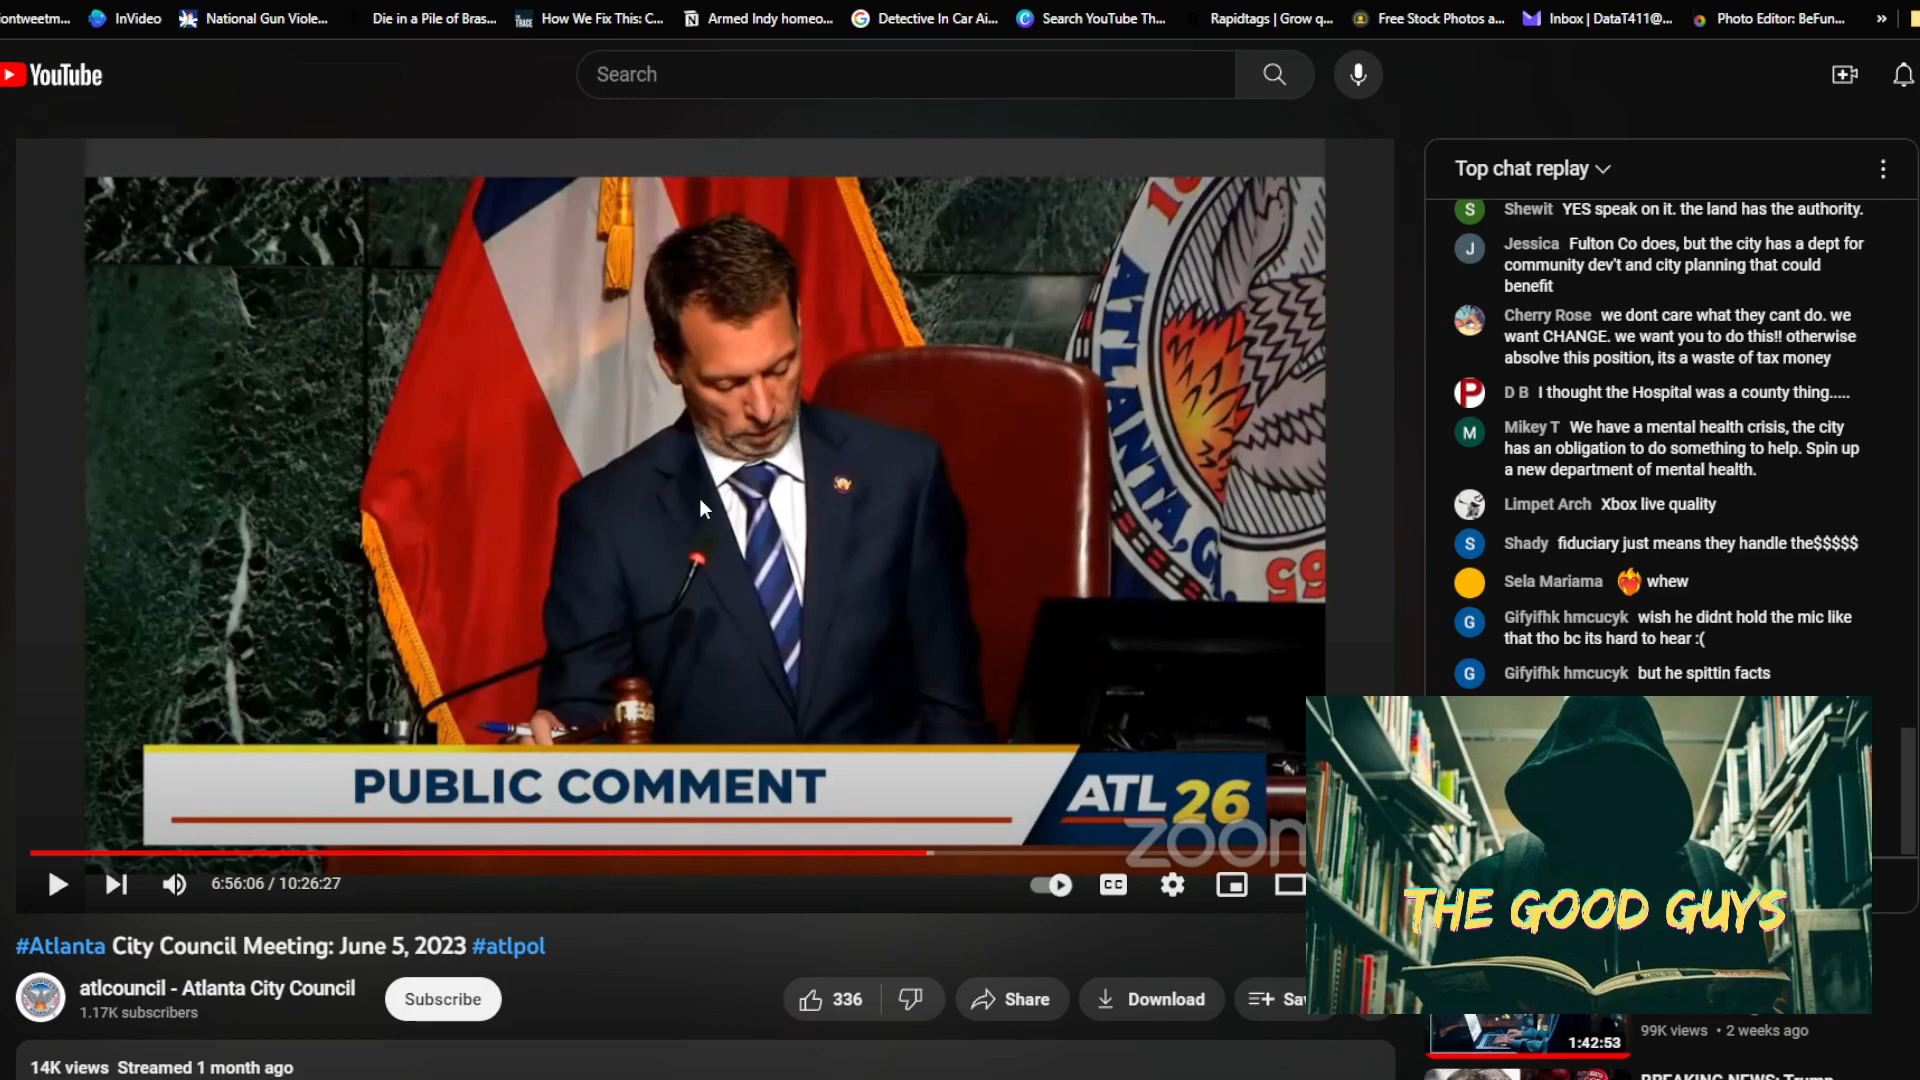 iontweetm...
InVideo
National Gun Viole...
Die in a Pile of Bras...
How We Fix This: C...
Armed Indy homeo...
Detective In Car Ai...
Search YouTube Th...
Rapidtags | Grow q...
Free Stock Photos a...
Inbox | DataT411@...
Photo Editor: BeFun...
»
YouTube
Search
Top chat replay
Shewit YES speak on it. the land has the authority.
Jessica Fulton Co does, but the city has a dept for
community dev't and city planning that could
benefit
Cherry Rose we dont care what they cant do. we
want CHANGE. we want you to do this!! otherwise
absolve this position, its a waste of tax money
D B I thought the Hospital was a county thing.....
Mikey T We have a mental health crisis, the city
has an obligation to do something to help. Spin up
a new department of mental health.
Limpet Arch Xbox live quality
Shady fiduciary just means they handle the$$$$$
Sela Mariama ❤️‍🔥 whew
Gifyifhk hmcucyk wish he didnt hold the mic like
that tho bc its hard to hear :(
Gifyifhk hmcucyk but he spittin facts
ATLANTA, G
PUBLIC COMMENT
ATL 26
zoom
6:56:06 / 10:26:27
CC
THE GOOD GUYS
#Atlanta City Council Meeting: June 5, 2023 #atlpol
atlcouncil - Atlanta City Council
1.17K subscribers
Subscribe
336
Share
Download
Sav
99K views • 2 weeks ago
1:42:53
14K views Streamed 1 month ago
BREAKING NEWS: Trump